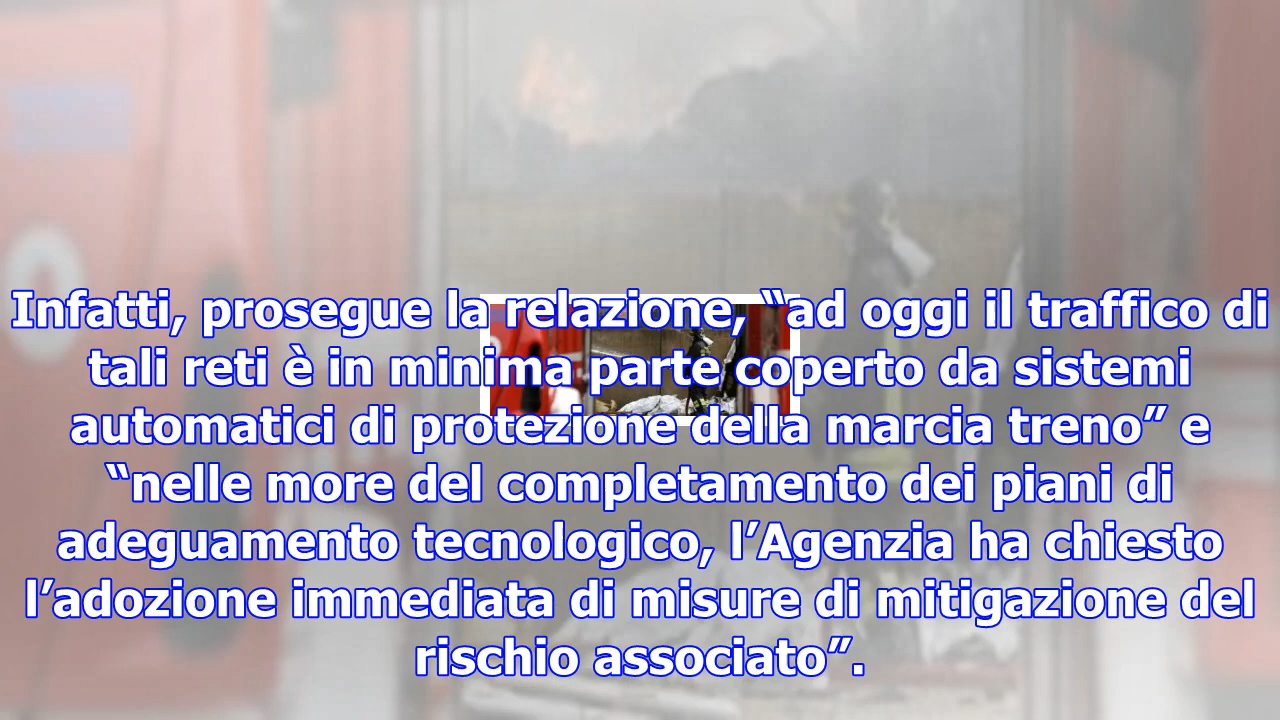 Infatti, prosegue la relazione, “ad oggi il traffico di
tali reti è in minima parte coperto da sistemi
automatici di protezione della marcia treno” e
“nelle more del completamento dei piani di
adeguamento tecnologico, l’Agenzia ha chiesto
l’adozione immediata di misure di mitigazione del
rischio associato”.